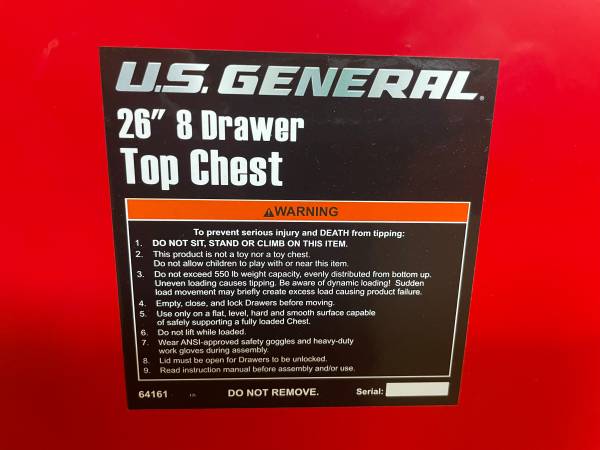 U.S. GENERAL®
26" 8 Drawer
Top Chest
⚠WARNING
To prevent serious injury and DEATH from tipping:
1. DO NOT SIT, STAND OR CLIMB ON THIS ITEM.
2. This product is not a toy nor a toy chest.
Do not allow children to play with or near this item.
3. Do not exceed 550 lb weight capacity, evenly distributed from bottom up.
Uneven loading causes tipping. Be aware of dynamic loading! Sudden
load movement may briefly create excess load causing product failure.
4. Empty, close, and lock Drawers before moving.
5. Use only on a flat, level, hard and smooth surface capable
of safely supporting a fully loaded Chest.
6. Do not lift while loaded.
7. Wear ANSI-approved safety goggles and heavy-duty
work gloves during assembly.
8. Lid must be open for Drawers to be unlocked.
9. Read instruction manual before assembly and/or use.
64161 DO NOT REMOVE. Serial: